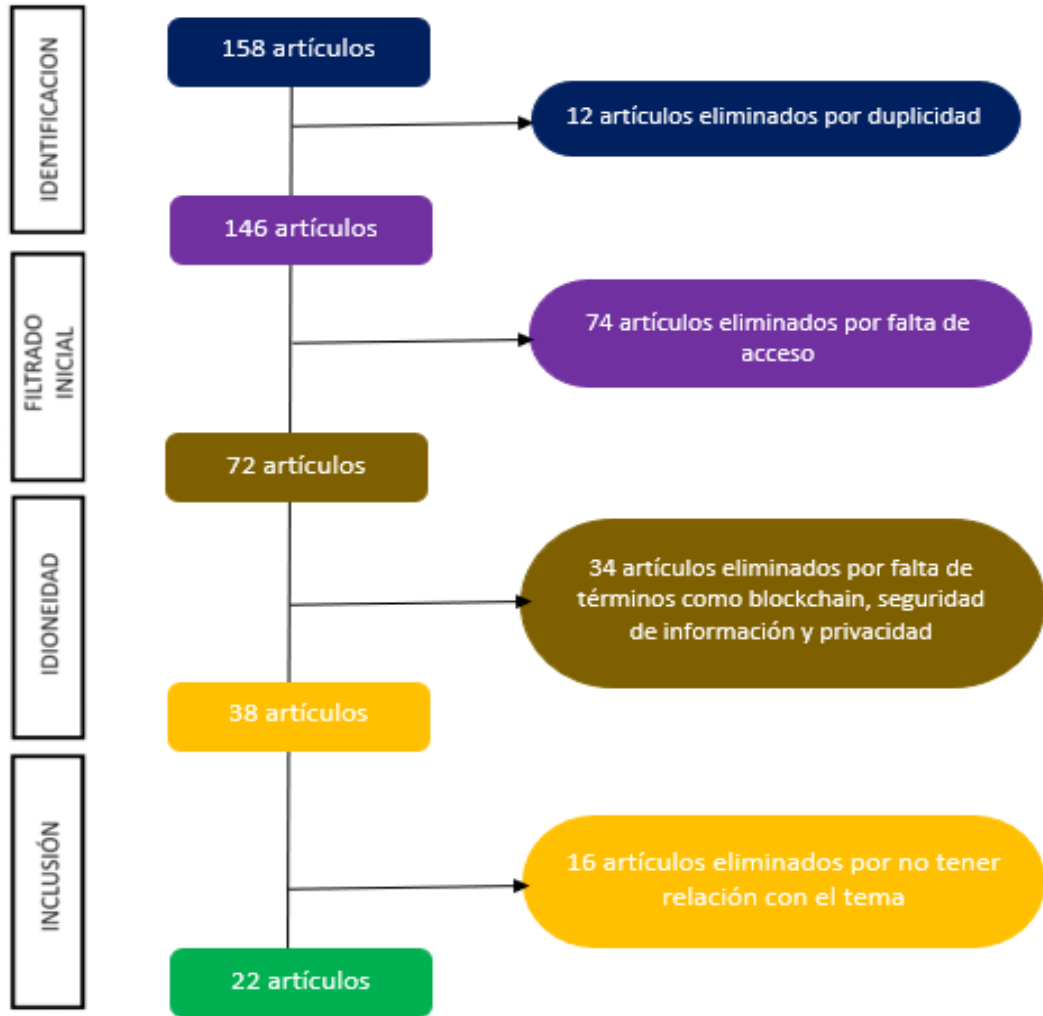 IDENTIFICACION
158 artículos
12 artículos eliminados por duplicidad
146 artículos
FILTRADO
INICIAL
74 artículos eliminados por falta de
acceso
72 artículos
IDIONEIDAD
34 artículos eliminados por falta de
términos como blockchain, seguridad
de información y privacidad
38 artículos
INCLUSIÓN
16 artículos eliminados por no tener
relación con el tema
22 artículos